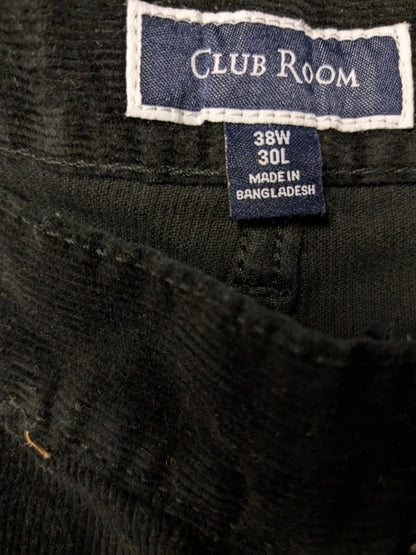 CLUB ROOM
38W
30L
MADE IN
BANGLADESH